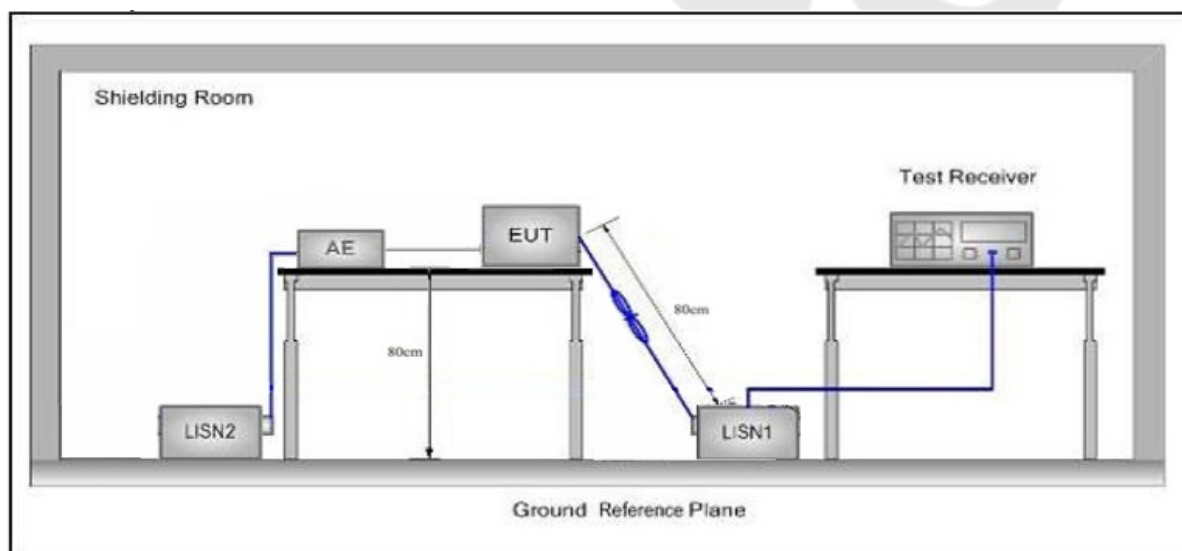 Shielding Room
Test Receiver
AE
EUT
80cm
80cm
LISN2
LISN1
Ground Reference Plane